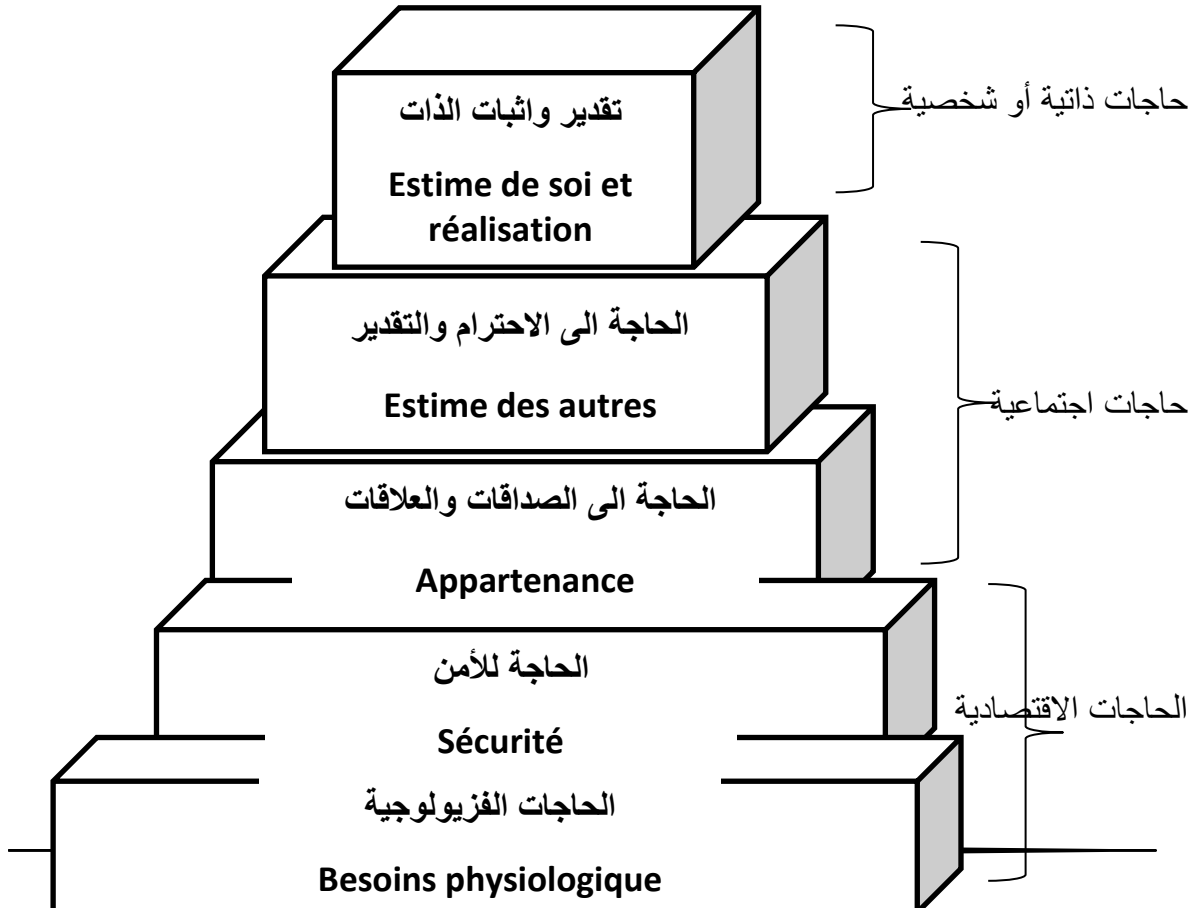 تقدير واثبات الذات
Estime de soi et
réalisation
حاجات ذاتية أو شخصية
الحاجة الى الاحترام والتقدير
Estime des autres
حاجات اجتماعية
الحاجة الى الصداقات والعلاقات
Appartenance
الحاجة للأمن
Sécurité
الحاجات الاقتصادية
الحاجات الفزيولوجية
Besoins physiologique